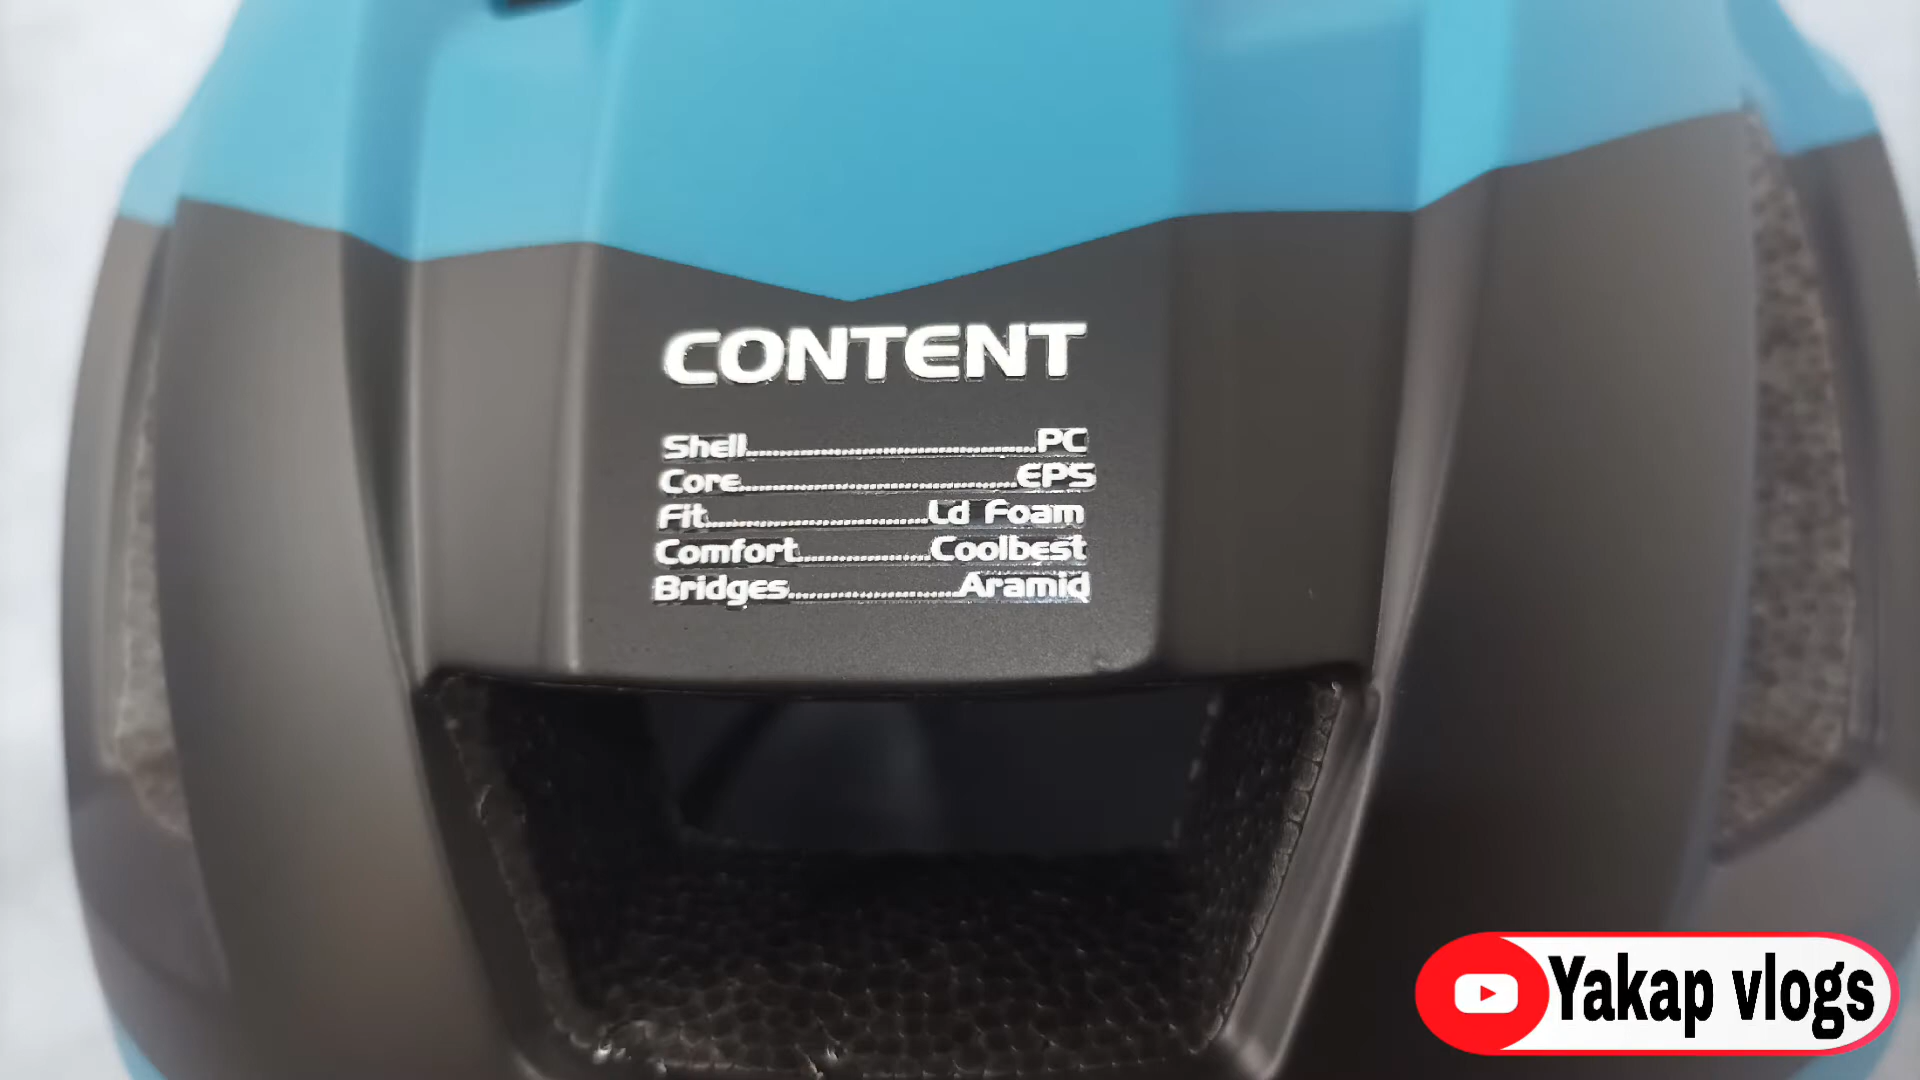 CONTENT
Shell..........................PC
Core..........................EPS
Fit....................Ld Foam
Comfort.............Coolbest
Bridges................Aramid
Yakap vlogs